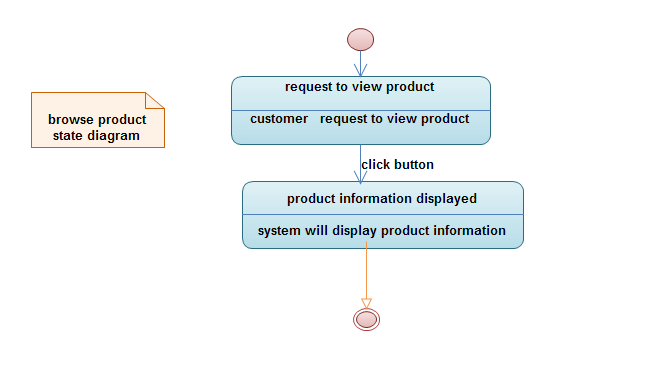 request to view product
customer request to view product
browse product
state diagram
click button
product information displayed
system will display product information